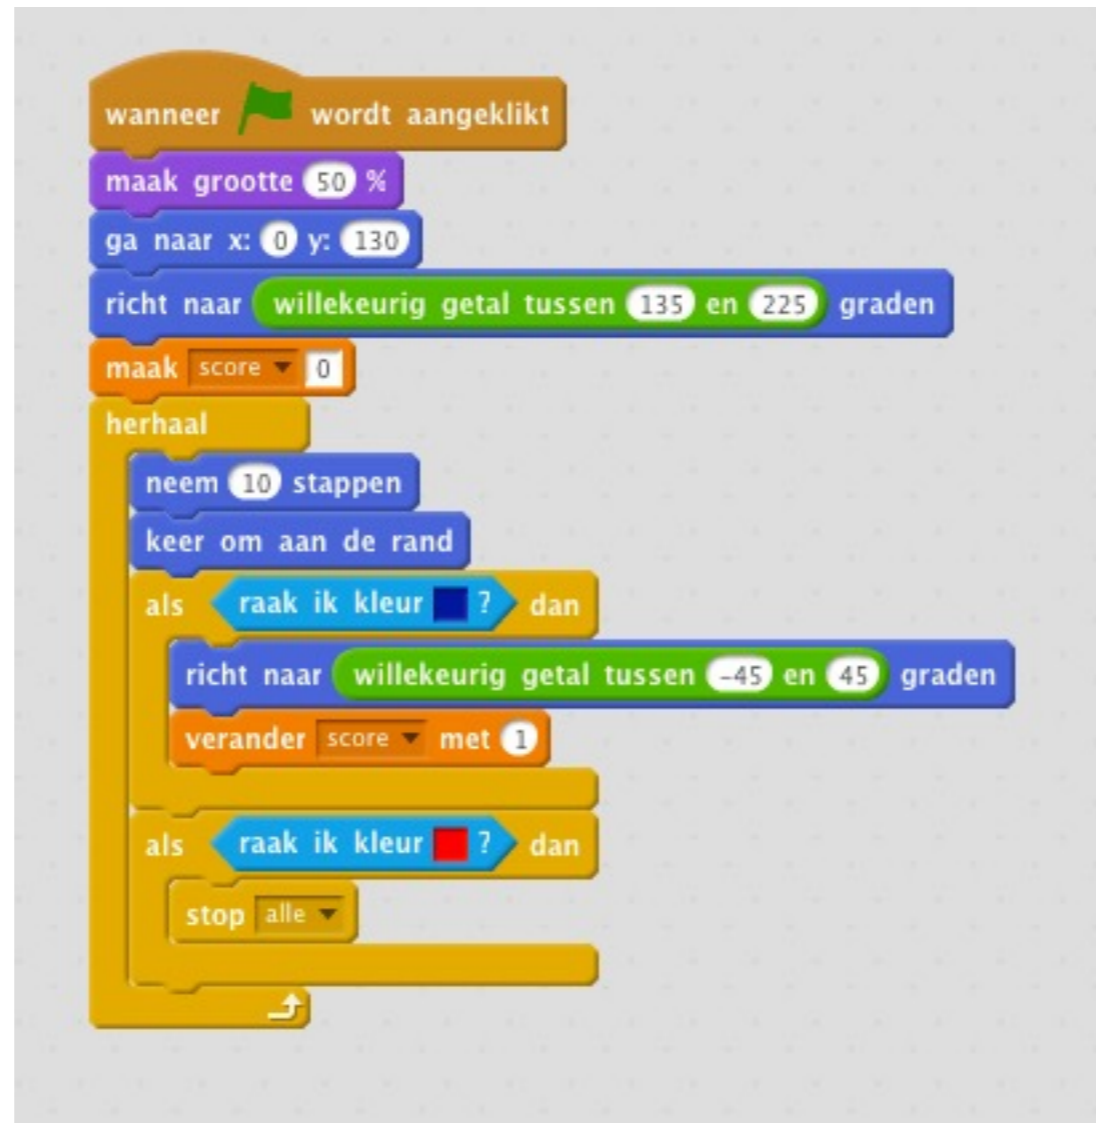 wanneer wordt aangeklikt
maak grootte 50 %
ga naar x: 0 y: 130
richt naar willekeurig getal tussen 135 en 225 graden
maak score 0
herhaal
neem 10 stappen
keer om aan de rand
als raak ik kleur ? dan
richt naar willekeurig getal tussen -45 en 45 graden
verander score met 1
als raak ik kleur ? dan
stop alle